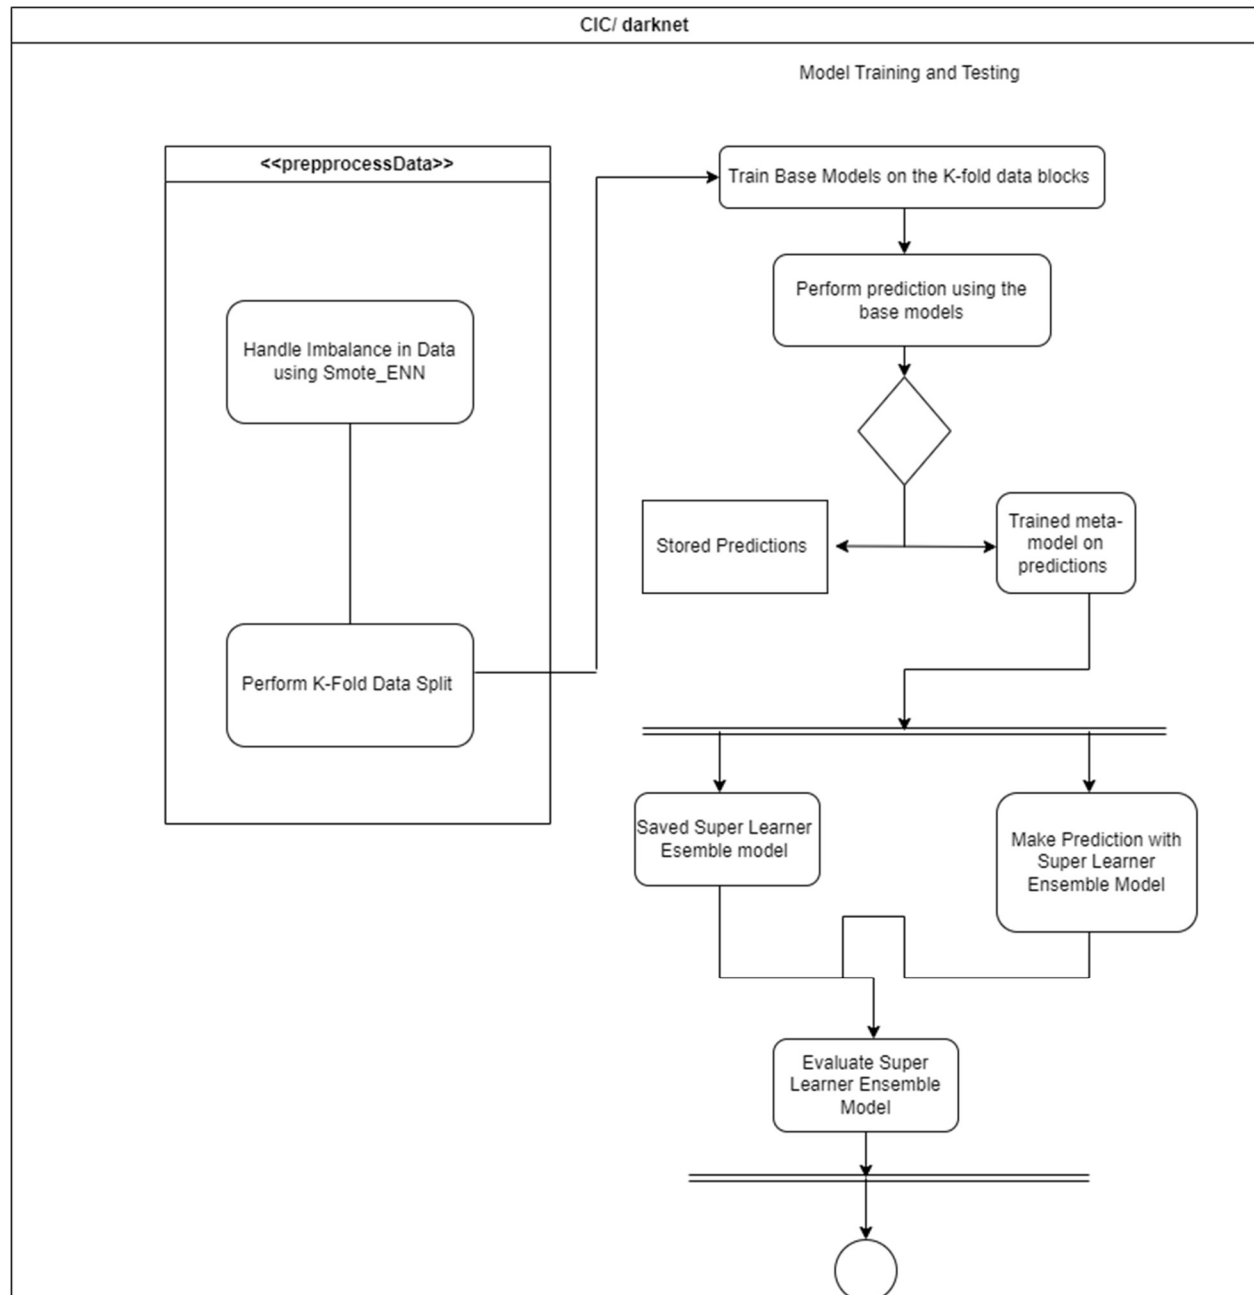 CIC/ darknet
Model Training and Testing
<<prepprocessData>>
Handle Imbalance in Data
using Smote_ENN
Perform K-Fold Data Split
Train Base Models on the K-fold data blocks
Perform prediction using the
base models
Stored Predictions
Trained meta-
model on
predictions
Saved Super Learner
Esemble model
Make Prediction with
Super Learner
Ensemble Model
Evaluate Super
Learner Ensemble
Model